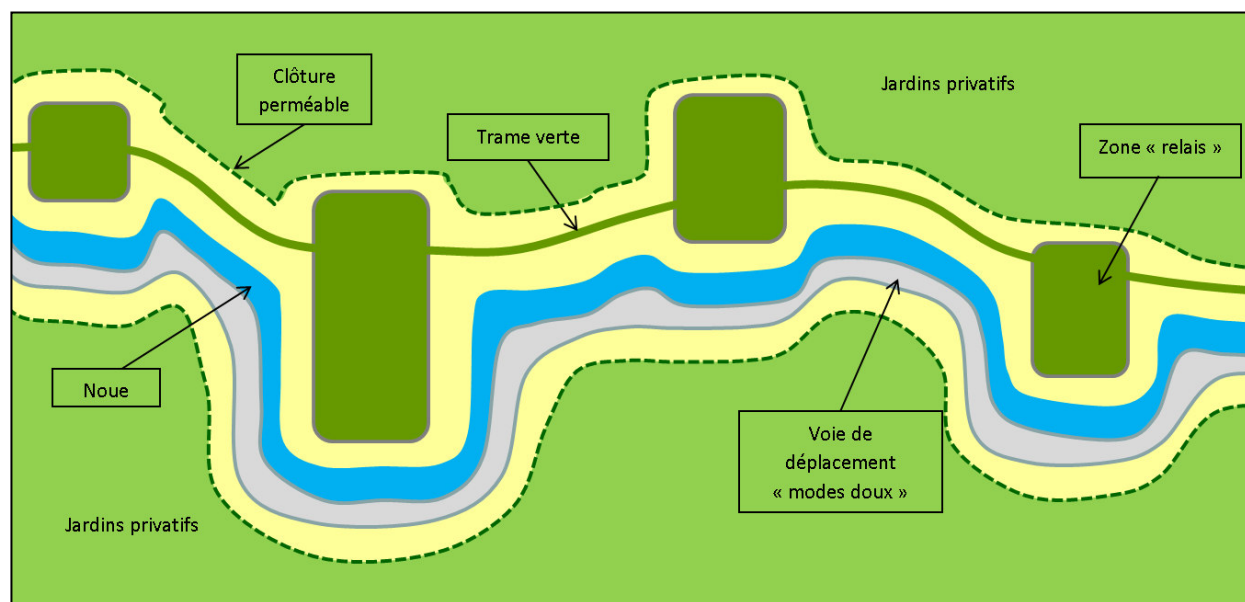 Clôture
perméable
Jardins privatifs
Trame verte
Zone « relais »
Noue
Voie de
déplacement
« modes doux »
Jardins privatifs